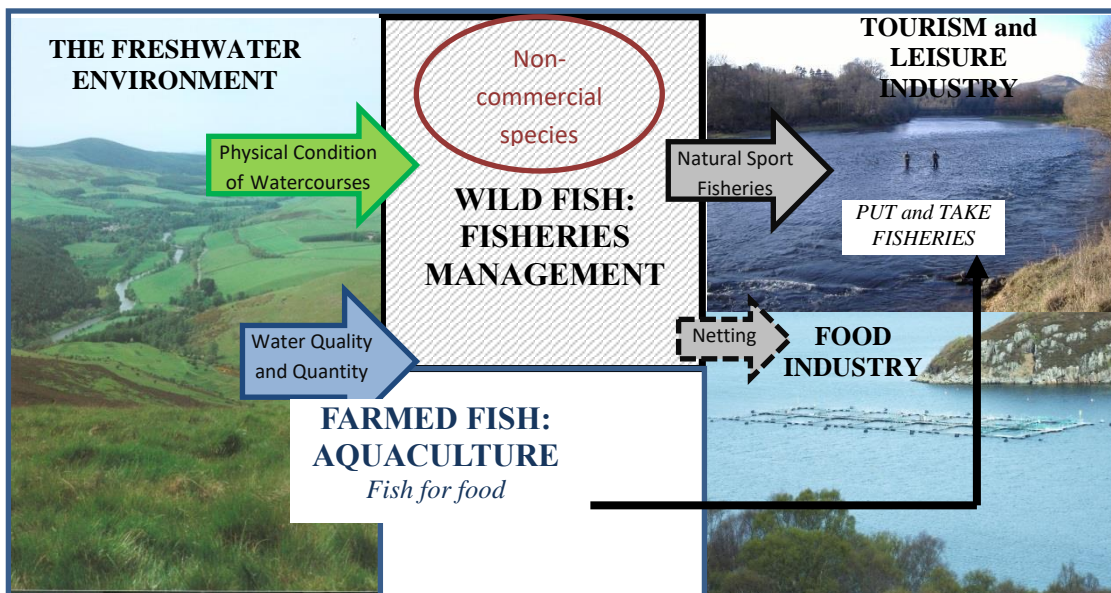 THE FRESHWATER
ENVIRONMENT
Physical Condition
of Watercourses
Water Quality
and Quantity
Non-
commercial
species
WILD FISH:
FISHERIES
MANAGEMENT
FARMED FISH:
AQUACULTURE
Fish for food
Natural Sport
Fisheries
Netting
TOURISM and
LEISURE
INDUSTRY
PUT and TAKE
FISHERIES
FOOD
INDUSTRY